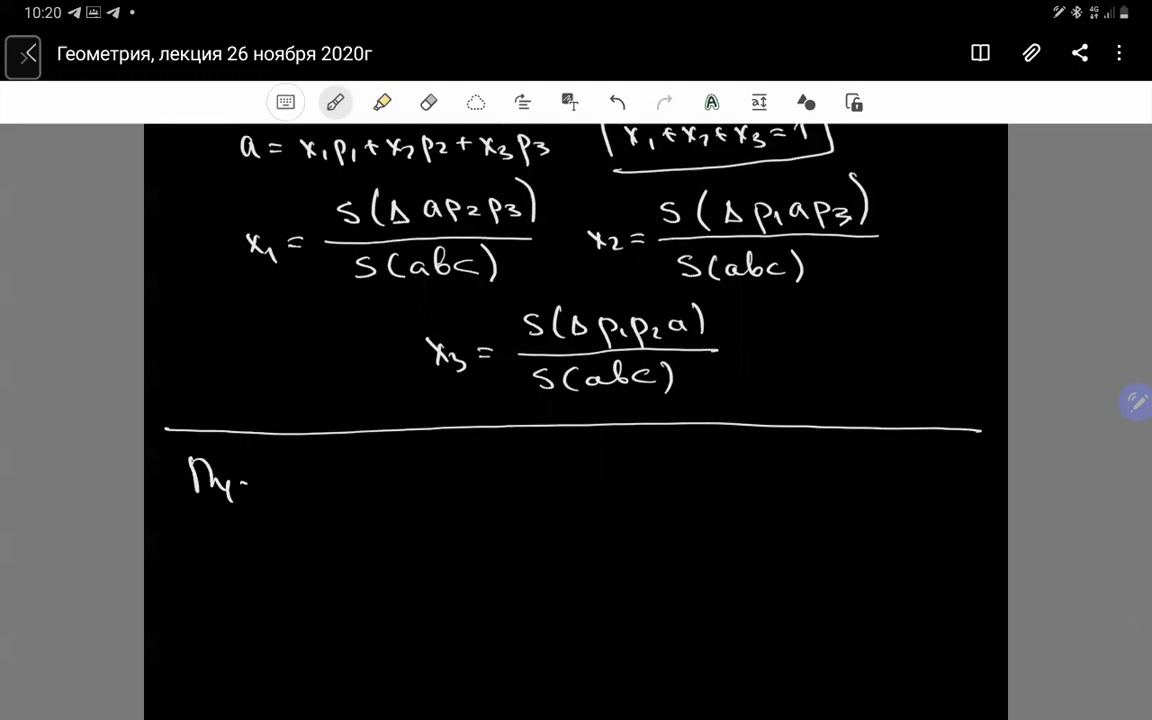 10:20
4G
Геометрия, лекция 26 ноября 2020г
a = x₁p₁ + x₂p₂ + x₃p₃ x₁ + x₂ + x₃ = 1
x₁ = S(Δ ap₂p₃) / S(abc) x₂ = S(Δ p₁ap₃) / S(abc)
x₃ = S(Δ p₁p₂a) / S(abc)